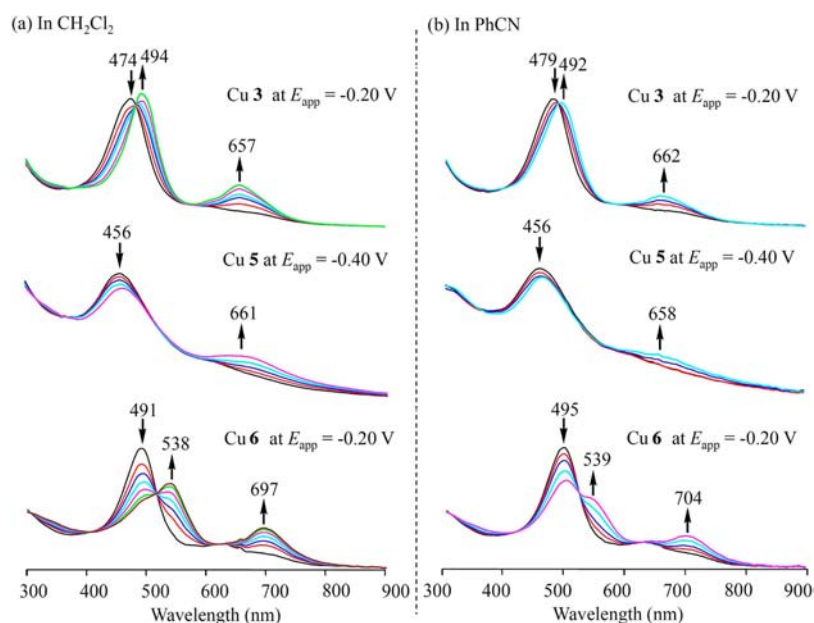 (a) In CH₂Cl₂
474 494
Cu 3 at Eapp = -0.20 V
657
456
Cu 5 at Eapp = -0.40 V
661
491
Cu 6 at Eapp = -0.20 V
538
697
300 400 500 600 700 800 900
Wavelength (nm)
(b) In PhCN
479 492
Cu 3 at Eapp = -0.20 V
662
456
Cu 5 at Eapp = -0.40 V
658
495
Cu 6 at Eapp = -0.20 V
539
704
300 400 500 600 700 800 900
Wavelength (nm)